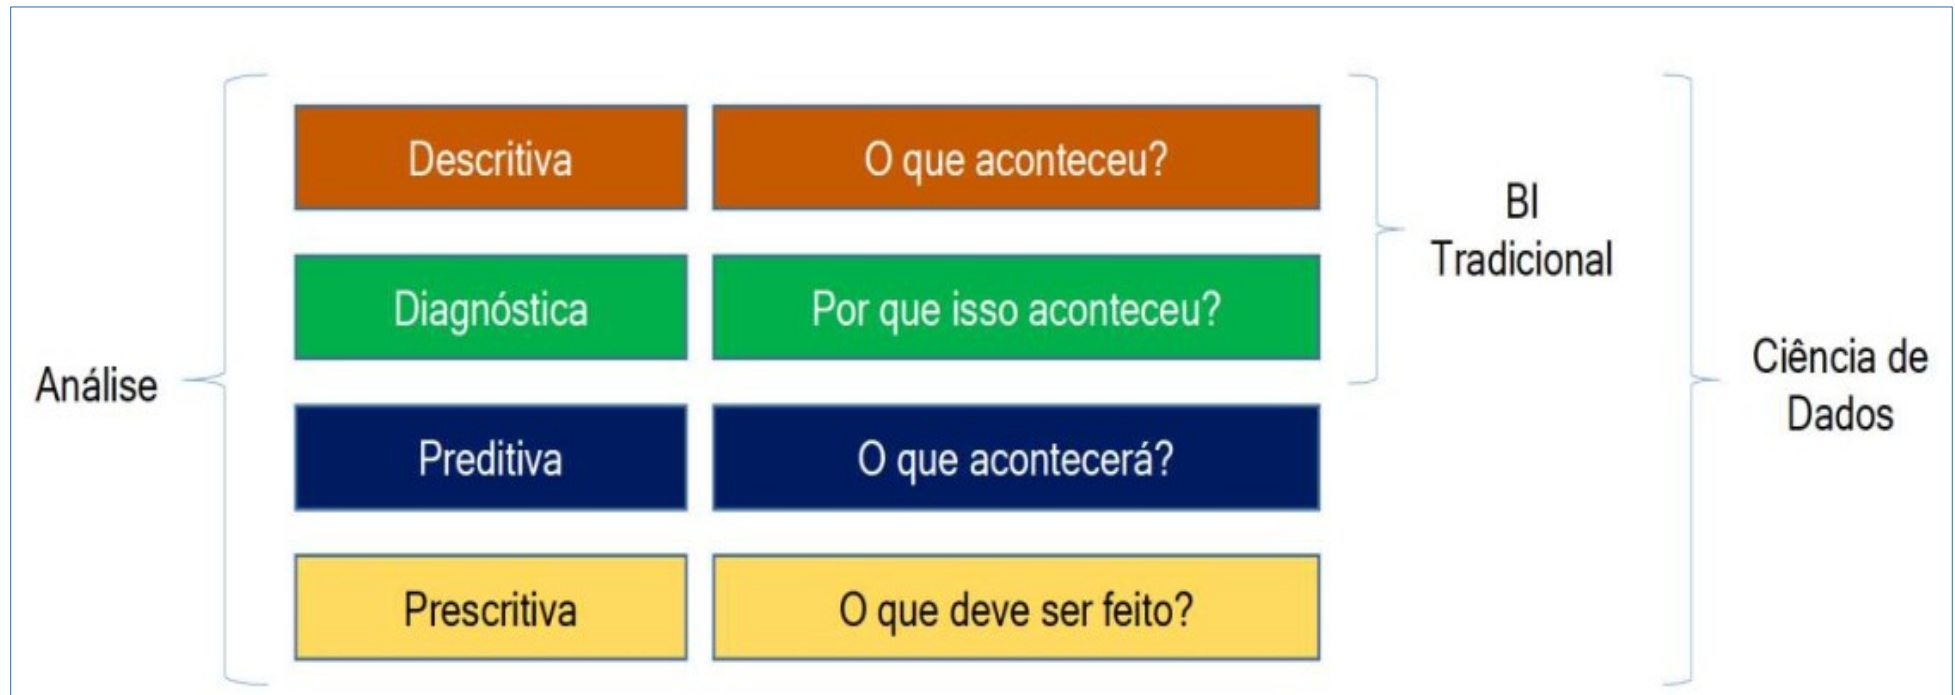 Descritiva
O que aconteceu?
Diagnóstica
Por que isso aconteceu?
BI
Tradicional
Análise
Ciência de
Dados
Preditiva
O que acontecerá?
Prescritiva
O que deve ser feito?